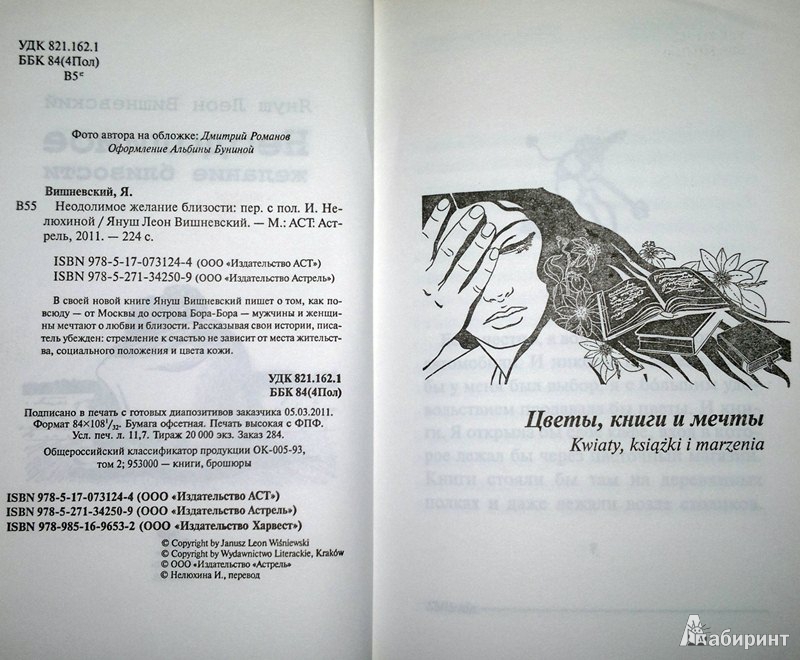 УДК 821.162.1
ББК 84(4Пол)
В5ᵉ
Фото автора на обложке: Дмитрий Романов
Оформление Альбины Буниной
Вишневский, Я.
В55 Неодолимое желание близости: пер. с пол. И. Не-
люхиной / Януш Леон Вишневский. — М.: АСТ: Аст-
рель, 2011. — 224 с.
ISBN 978-5-17-073124-4 (ООО «Издательство АСТ»)
ISBN 978-5-271-34250-9 (ООО «Издательство Астрель»)
В своей новой книге Януш Вишневский пишет о том, как по-
всюду — от Москвы до острова Бора-Бора — мужчины и женщи-
ны мечтают о любви и близости. Рассказывая свои истории, писа-
тель убежден: стремление к счастью не зависит от места жительст-
ва, социального положения и цвета кожи.
УДК 821.162.1
ББК 84(4Пол)
Подписано в печать с готовых диапозитивов заказчика 05.03.2011.
Формат 84×108¹/₃₂. Бумага офсетная. Печать высокая с ФПФ.
Усл. печ. л. 11,7. Тираж 20 000 экз. Заказ 284.
Общероссийский классификатор продукции ОК-005-93,
том 2; 953000 — книги, брошюры
ISBN 978-5-17-073124-4 (ООО «Издательство АСТ»)
ISBN 978-5-271-34250-9 (ООО «Издательство Астрель»)
ISBN 978-985-16-9653-2 (ООО «Издательство Харвест»)
© Copyright by Janusz Leon Wiśniewski
© Copyright by Wydawnictwo Literackie, Kraków
© ООО «Издательство «Астрель»
© Нелюхина И., перевод
Цветы, книги и мечты
Kwiaty, książki i marzenia
Лабиринт